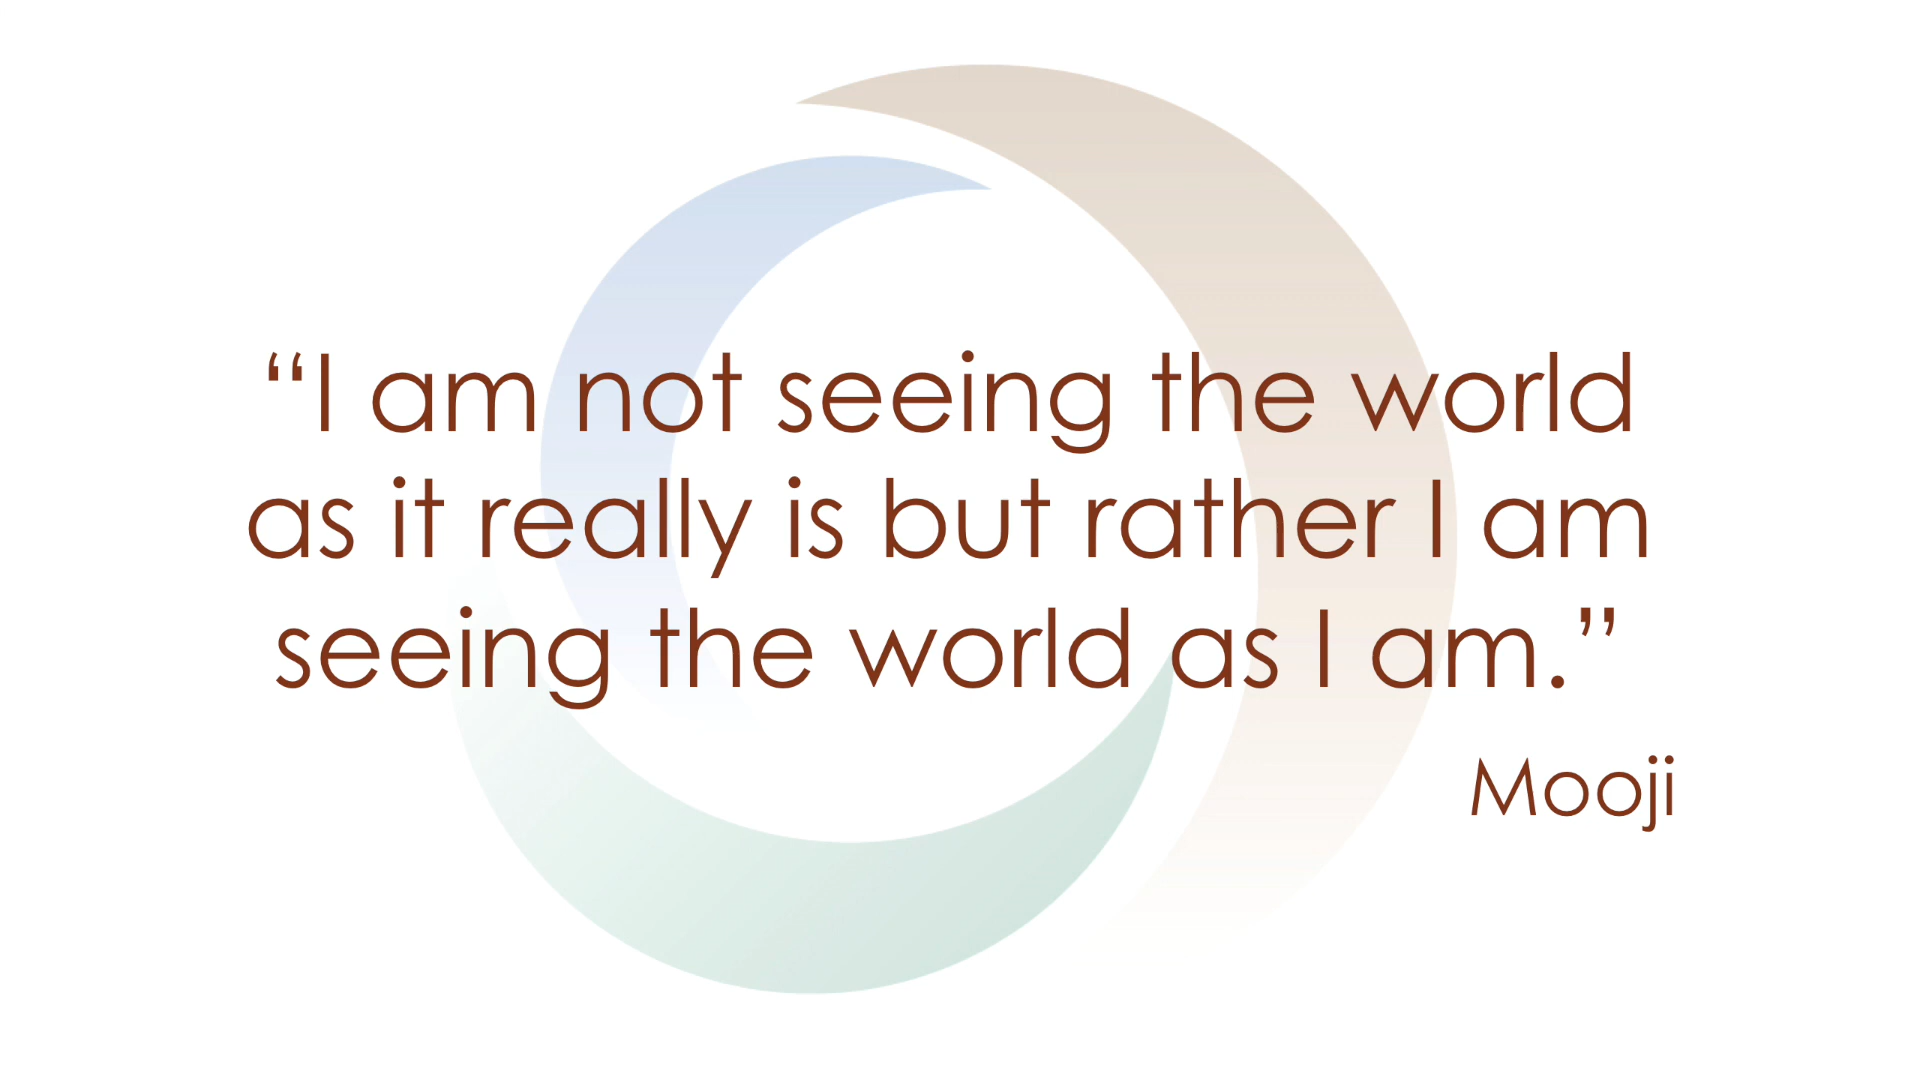 “I am not seeing the world
as it really is but rather I am
seeing the world as I am.”
Mooji